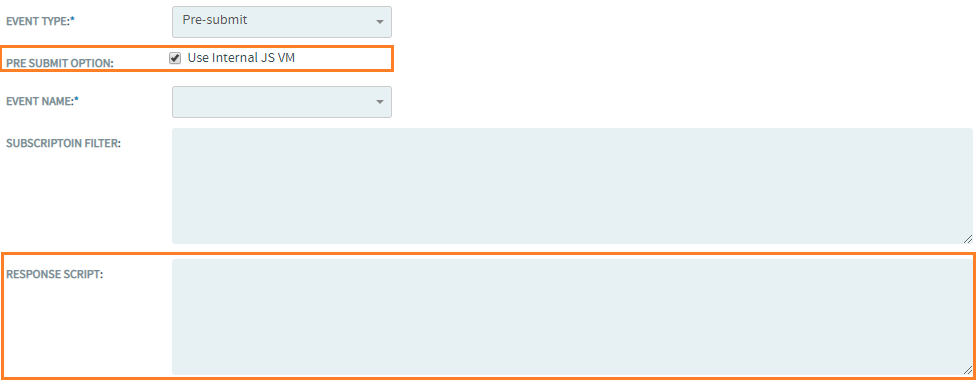 EVENT TYPE:* Pre-submit
PRE SUBMIT OPTION: Use Internal JS VM
EVENT NAME:*
SUBSCRIPTOIN FILTER:
RESPONSE SCRIPT: